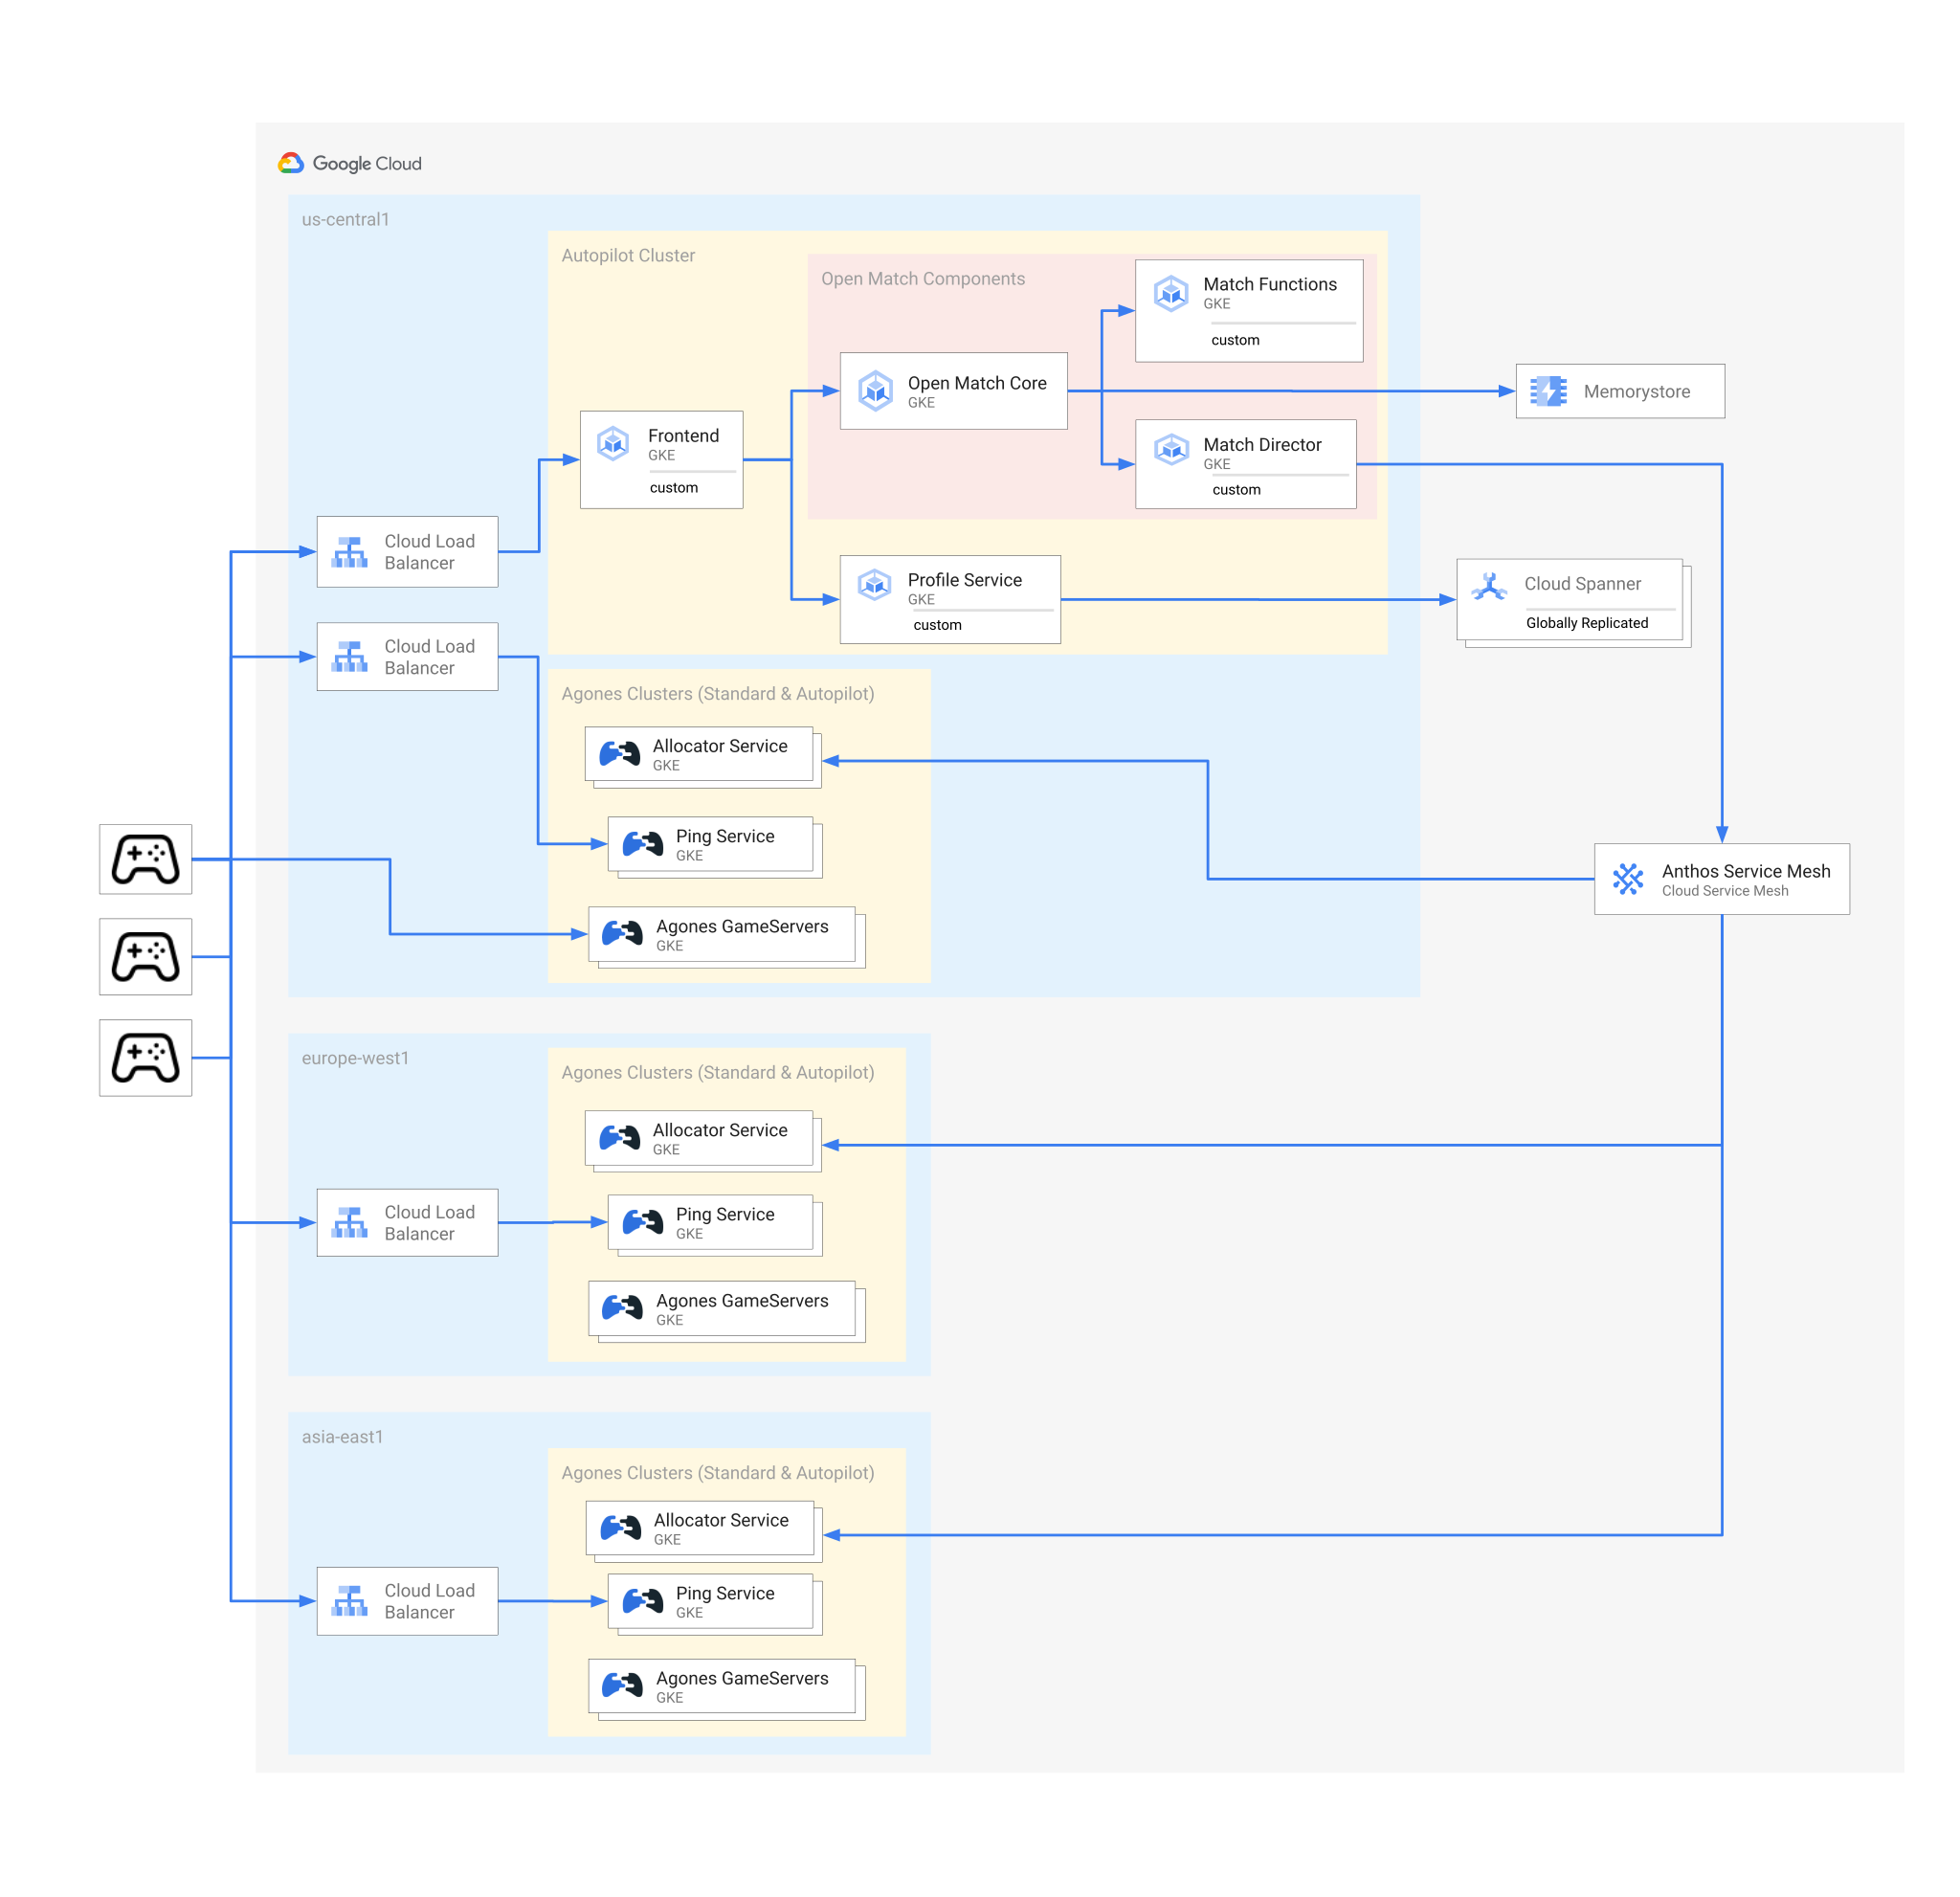 Google Cloud
us-central1
Autopilot Cluster
Open Match Components
Match Functions
GKE
custom
Open Match Core
GKE
Memorystore
Frontend
GKE
custom
Match Director
GKE
custom
Cloud Load
Balancer
Profile Service
GKE
custom
Cloud Spanner
Globally Replicated
Cloud Load
Balancer
Agones Clusters (Standard & Autopilot)
Allocator Service
GKE
Ping Service
GKE
Anthos Service Mesh
Cloud Service Mesh
Agones GameServers
GKE
europe-west1
Agones Clusters (Standard & Autopilot)
Allocator Service
GKE
Cloud Load
Balancer
Ping Service
GKE
Agones GameServers
GKE
asia-east1
Agones Clusters (Standard & Autopilot)
Allocator Service
GKE
Cloud Load
Balancer
Ping Service
GKE
Agones GameServers
GKE